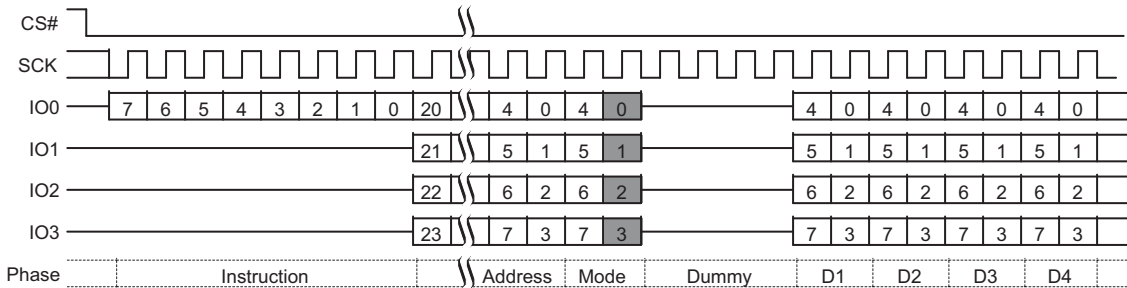 CS#
SCK
IO0 7 6 5 4 3 2 1 0 20 4 0 4 0 4 0 4 0 4 0 4 0
IO1 21 5 1 5 1 5 1 5 1 5 1 5 1
IO2 22 6 2 6 2 6 2 6 2 6 2 6 2
IO3 23 7 3 7 3 7 3 7 3 7 3 7 3
Phase Instruction Address Mode Dummy D1 D2 D3 D4